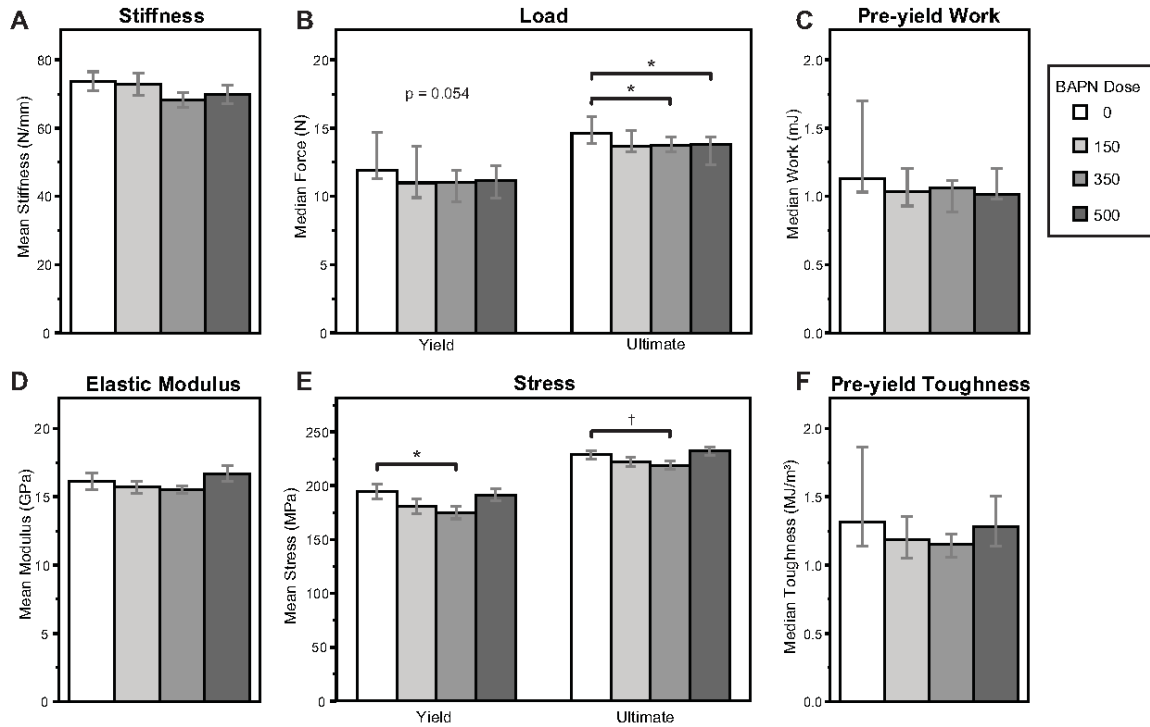 A
Stiffness
Mean Stiffness (N/mm)
80
60
40
20
0
B
Load
Median Force (N)
20
15
10
5
0
p = 0.054
*
*
Yield
Ultimate
C
Pre-yield Work
Median Work (mJ)
2.0
1.5
1.0
0.5
0.0
BAPN Dose
0
150
350
500
D
Elastic Modulus
Mean Modulus (GPa)
20
15
10
5
0
E
Stress
Mean Stress (MPa)
250
200
150
100
50
0
*
†
Yield
Ultimate
F
Pre-yield Toughness
Median Toughness (MJ/m³)
2.0
1.5
1.0
0.5
0.0